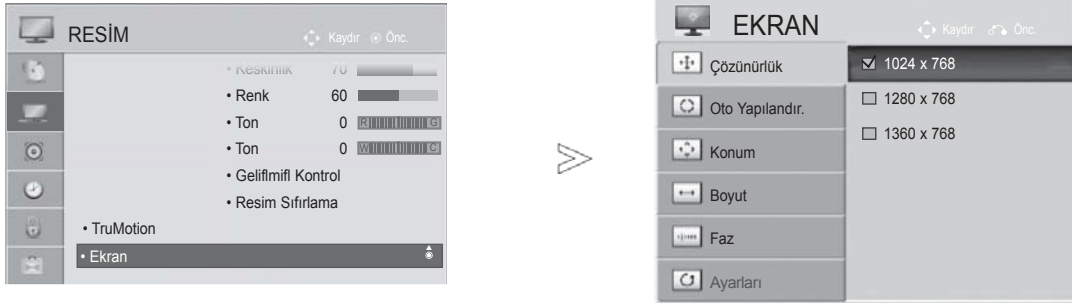 RESİM
Kaydır Önc.
• Keskinlik 70
• Renk 60
• Ton 0 R G
• Ton 0 W C
• Geliflmifl Kontrol
• Resim Sıfırlama
• TruMotion
• Ekran
EKRAN
Kaydır Önc.
Çözünürlük
Oto Yapılandır.
Konum
Boyut
Faz
Ayarları
1024 x 768
1280 x 768
1360 x 768